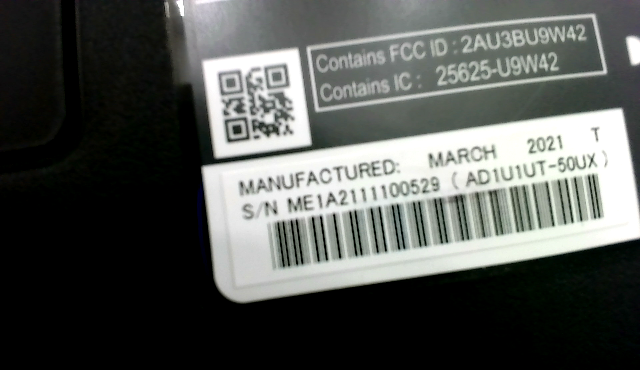 Contains FCC ID : 2AU3BU9W42
Contains IC : 25625-U9W42
MANUFACTURED: MARCH 2021 T
S/N ME1A2111100529 ( AD1U1UT-50UX )